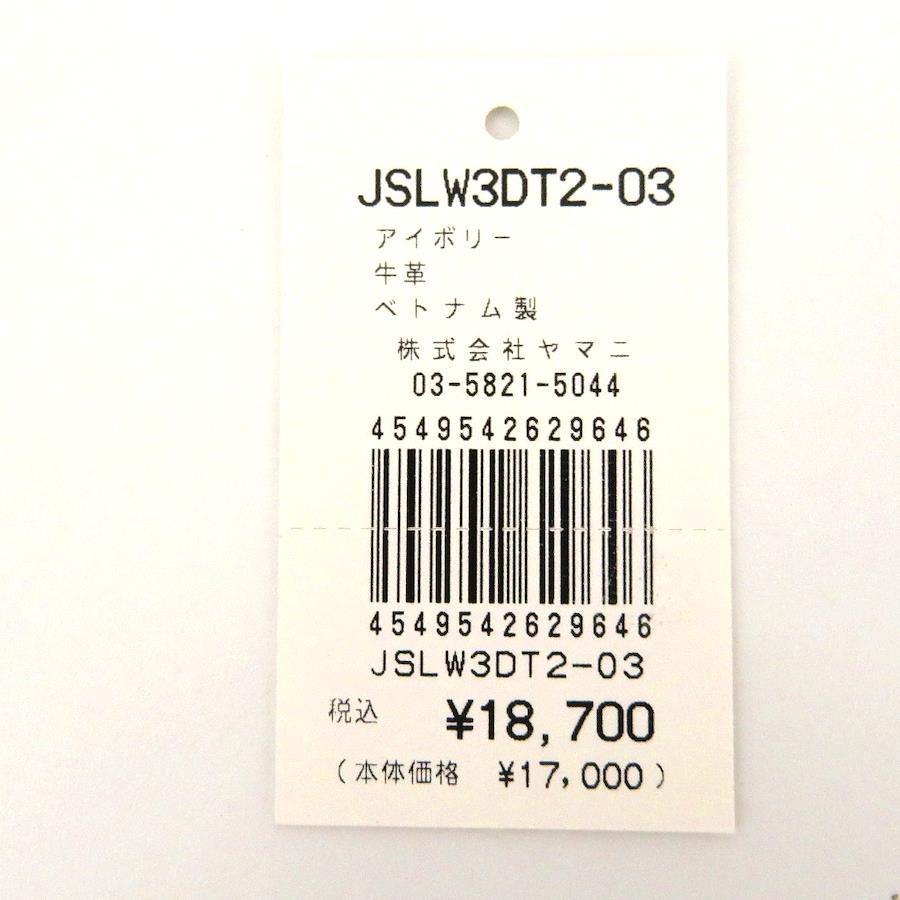 JSLW3DT2-03
アイボリー
牛革
ベトナム製
株式会社ヤマニ
03-5821-5044
4549542629646
4549542629646
JSLW3DT2-03
税込 ¥18,700
(本体価格 ¥17,000)